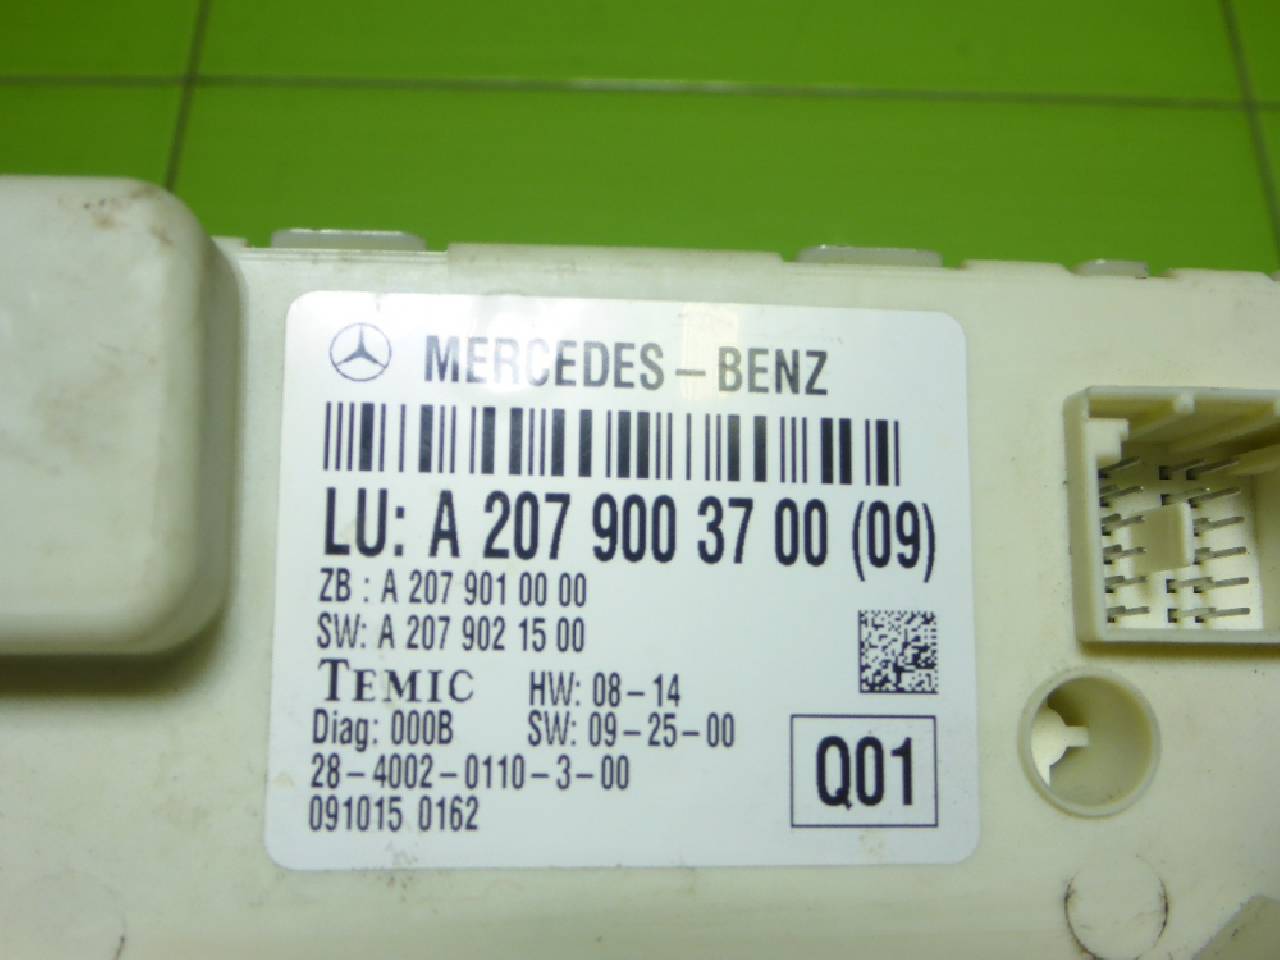 MERCEDES-BENZ
LU: A 207 900 37 00 (09)
ZB : A 207 901 00 00
SW: A 207 902 15 00
TEMIC HW: 08-14
Diag: 000B SW: 09-25-00
28-4002-0110-3-00
091015 0162
Q01